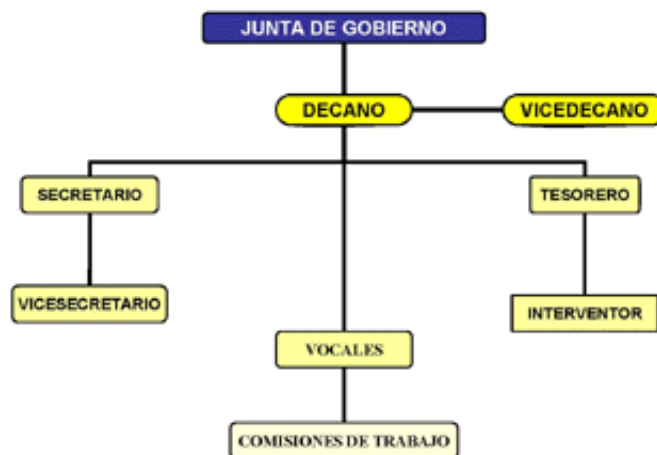 JUNTA DE GOBIERNO
DECANO
VICEDECANO
SECRETARIO
TESORERO
VICESECRETARIO
INTERVENTOR
VOCALES
COMISIONES DE TRABAJO